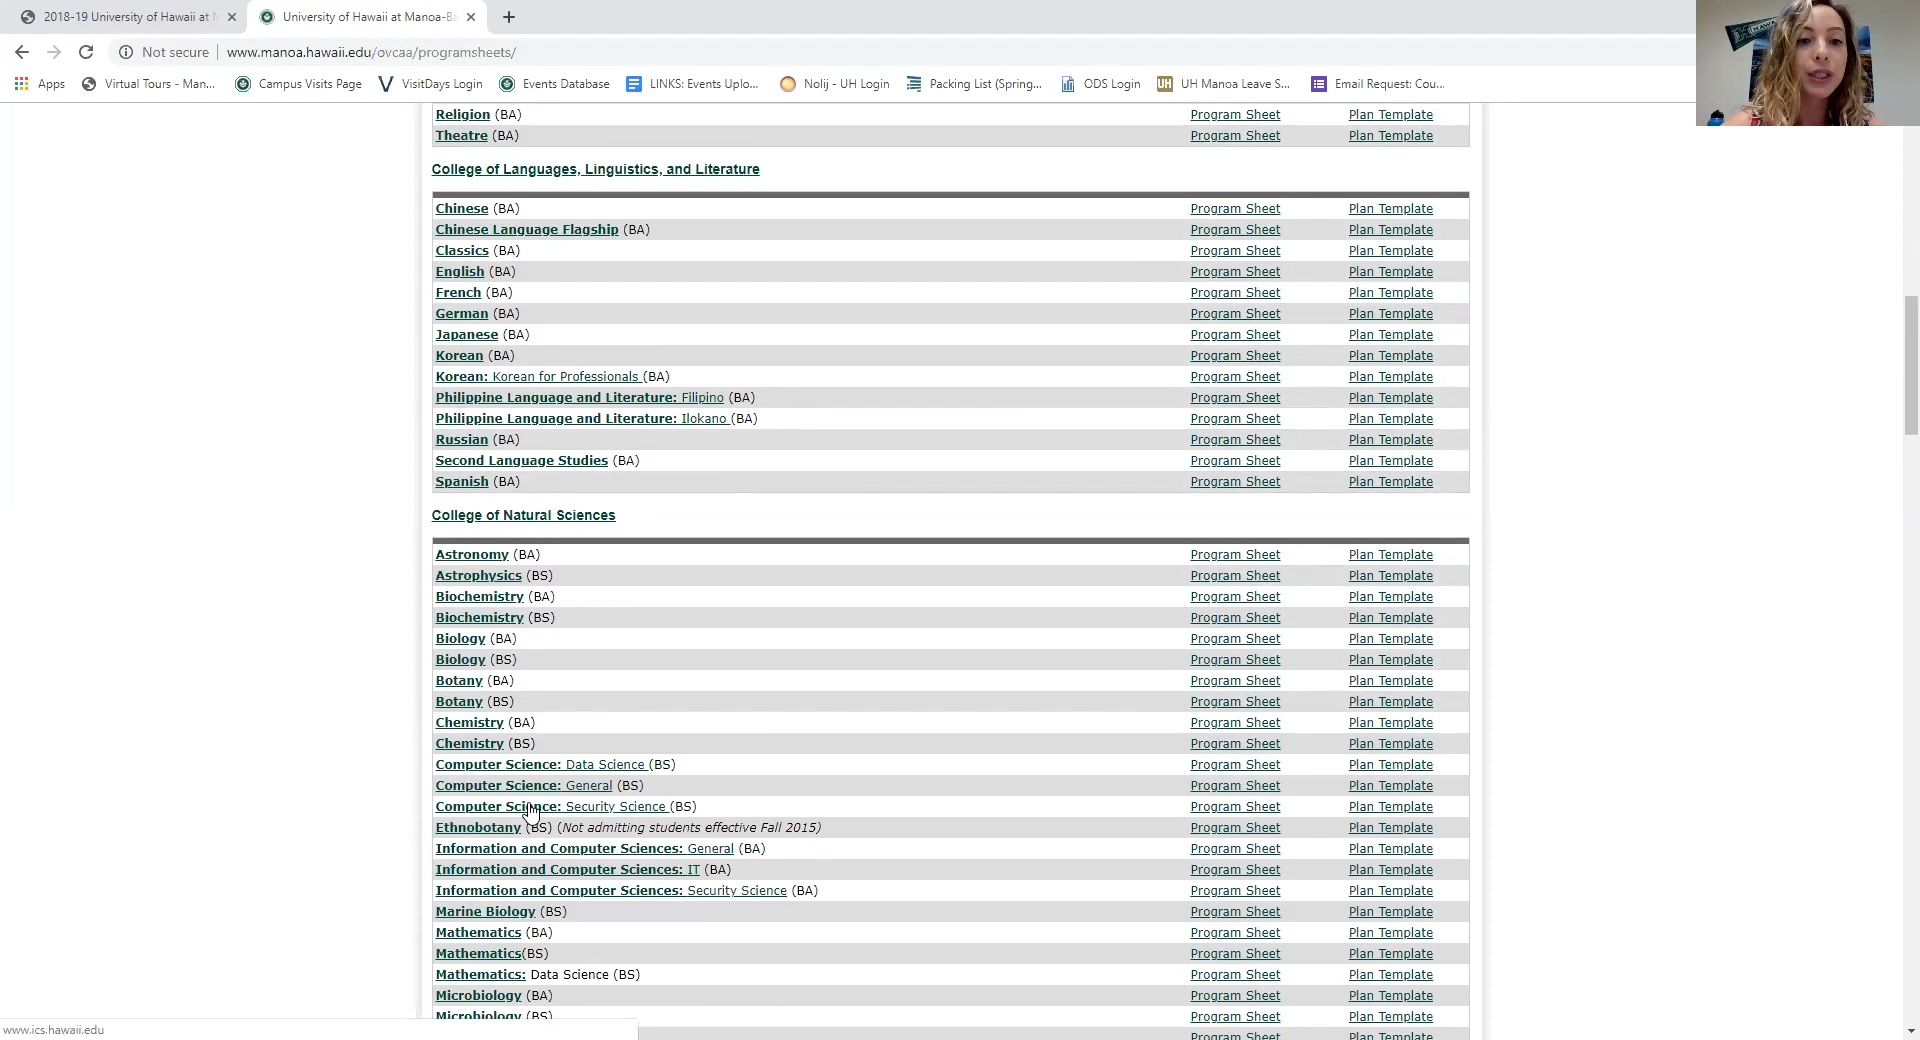 2018-19 University of Hawaii at
University of Hawaii at Manoa-Ba
Not secure
www.manoa.hawaii.edu/ovcaa/programsheets/
Apps
Virtual Tours - Man...
Campus Visits Page
VisitDays Login
Events Database
LINKS: Events Uplo...
Nolij - UH Login
Packing List (Spring...
ODS Login
UH Manoa Leave S...
Email Request: Cou...
Religion (BA) Program Sheet Plan Template
Theatre (BA) Program Sheet Plan Template
College of Languages, Linguistics, and Literature
Chinese (BA) Program Sheet Plan Template
Chinese Language Flagship (BA) Program Sheet Plan Template
Classics (BA) Program Sheet Plan Template
English (BA) Program Sheet Plan Template
French (BA) Program Sheet Plan Template
German (BA) Program Sheet Plan Template
Japanese (BA) Program Sheet Plan Template
Korean (BA) Program Sheet Plan Template
Korean: Korean for Professionals (BA) Program Sheet Plan Template
Philippine Language and Literature: Filipino (BA) Program Sheet Plan Template
Philippine Language and Literature: Ilokano (BA) Program Sheet Plan Template
Russian (BA) Program Sheet Plan Template
Second Language Studies (BA) Program Sheet Plan Template
Spanish (BA) Program Sheet Plan Template
College of Natural Sciences
Astronomy (BA) Program Sheet Plan Template
Astrophysics (BS) Program Sheet Plan Template
Biochemistry (BA) Program Sheet Plan Template
Biochemistry (BS) Program Sheet Plan Template
Biology (BA) Program Sheet Plan Template
Biology (BS) Program Sheet Plan Template
Botany (BA) Program Sheet Plan Template
Botany (BS) Program Sheet Plan Template
Chemistry (BA) Program Sheet Plan Template
Chemistry (BS) Program Sheet Plan Template
Computer Science: Data Science (BS) Program Sheet Plan Template
Computer Science: General (BS) Program Sheet Plan Template
Computer Science: Security Science (BS) Program Sheet Plan Template
Ethnobotany (BS) (Not admitting students effective Fall 2015) Program Sheet Plan Template
Information and Computer Sciences: General (BA) Program Sheet Plan Template
Information and Computer Sciences: IT (BA) Program Sheet Plan Template
Information and Computer Sciences: Security Science (BA) Program Sheet Plan Template
Marine Biology (BS) Program Sheet Plan Template
Mathematics (BA) Program Sheet Plan Template
Mathematics(BS) Program Sheet Plan Template
Mathematics: Data Science (BS) Program Sheet Plan Template
Microbiology (BA) Program Sheet Plan Template
Microbiology (BS) Program Sheet Plan Template
Program Sheet Plan Template
www.ics.hawaii.edu